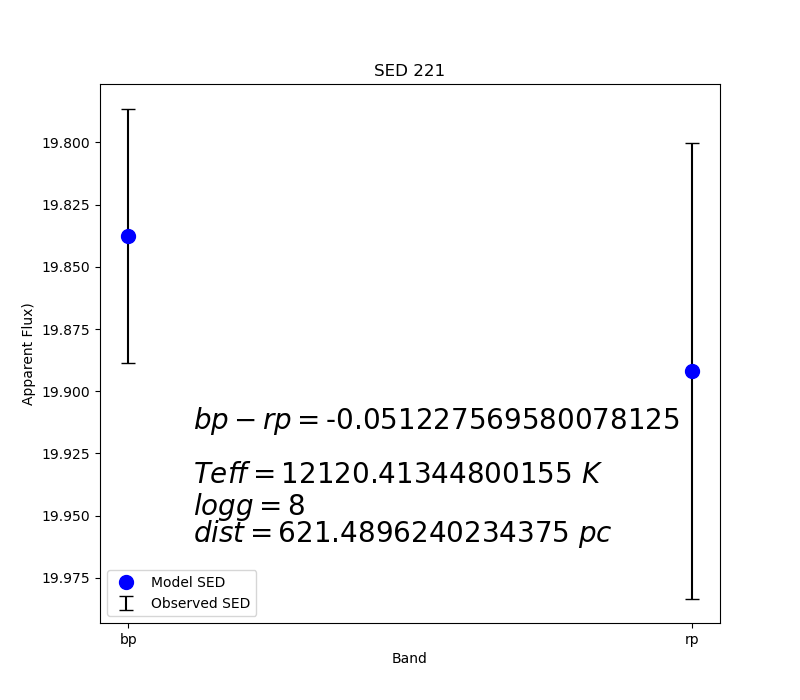 SED 221
19.800
19.825
19.850
19.875
19.900
19.925
19.950
19.975
Apparent Flux)
bp − rp = -0.051227569580078125
Teff = 12120.41344800155 K
logg = 8
dist = 621.4896240234375 pc
Model SED
Observed SED
bp
rp
Band